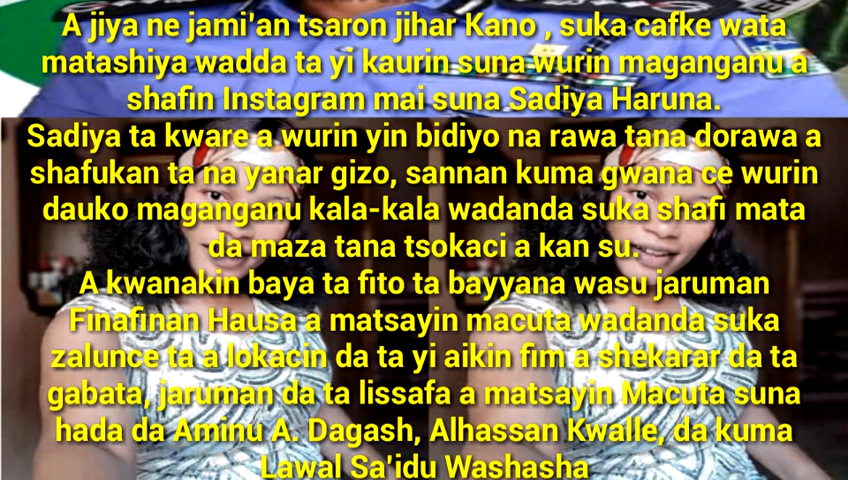 A jiya ne jami'an tsaron jihar Kano , suka cafke wata
matashiya wadda ta yi kaurin suna wurin maganganu a
shafin Instagram mai suna Sadiya Haruna.
Sadiya ta kware a wurin yin bidiyo na rawa tana dorawa a
shafukan ta na yanar gizo, sannan kuma gwana ce wurin
dauko maganganu kala-kala wadanda suka shafi mata
da maza tana tsokaci a kan su.
A kwanakin baya ta fito ta bayyana wasu jaruman
Finafinan Hausa a matsayin macuta wadanda suka
zalunce ta a lokacin da ta yi aikin fim a shekarar da ta
gabata, jaruman da ta lissafa a matsayin Macuta suna
hada da Aminu A. Dagash, Alhassan Kwalle, da kuma
Lawal Sa'idu Washasha